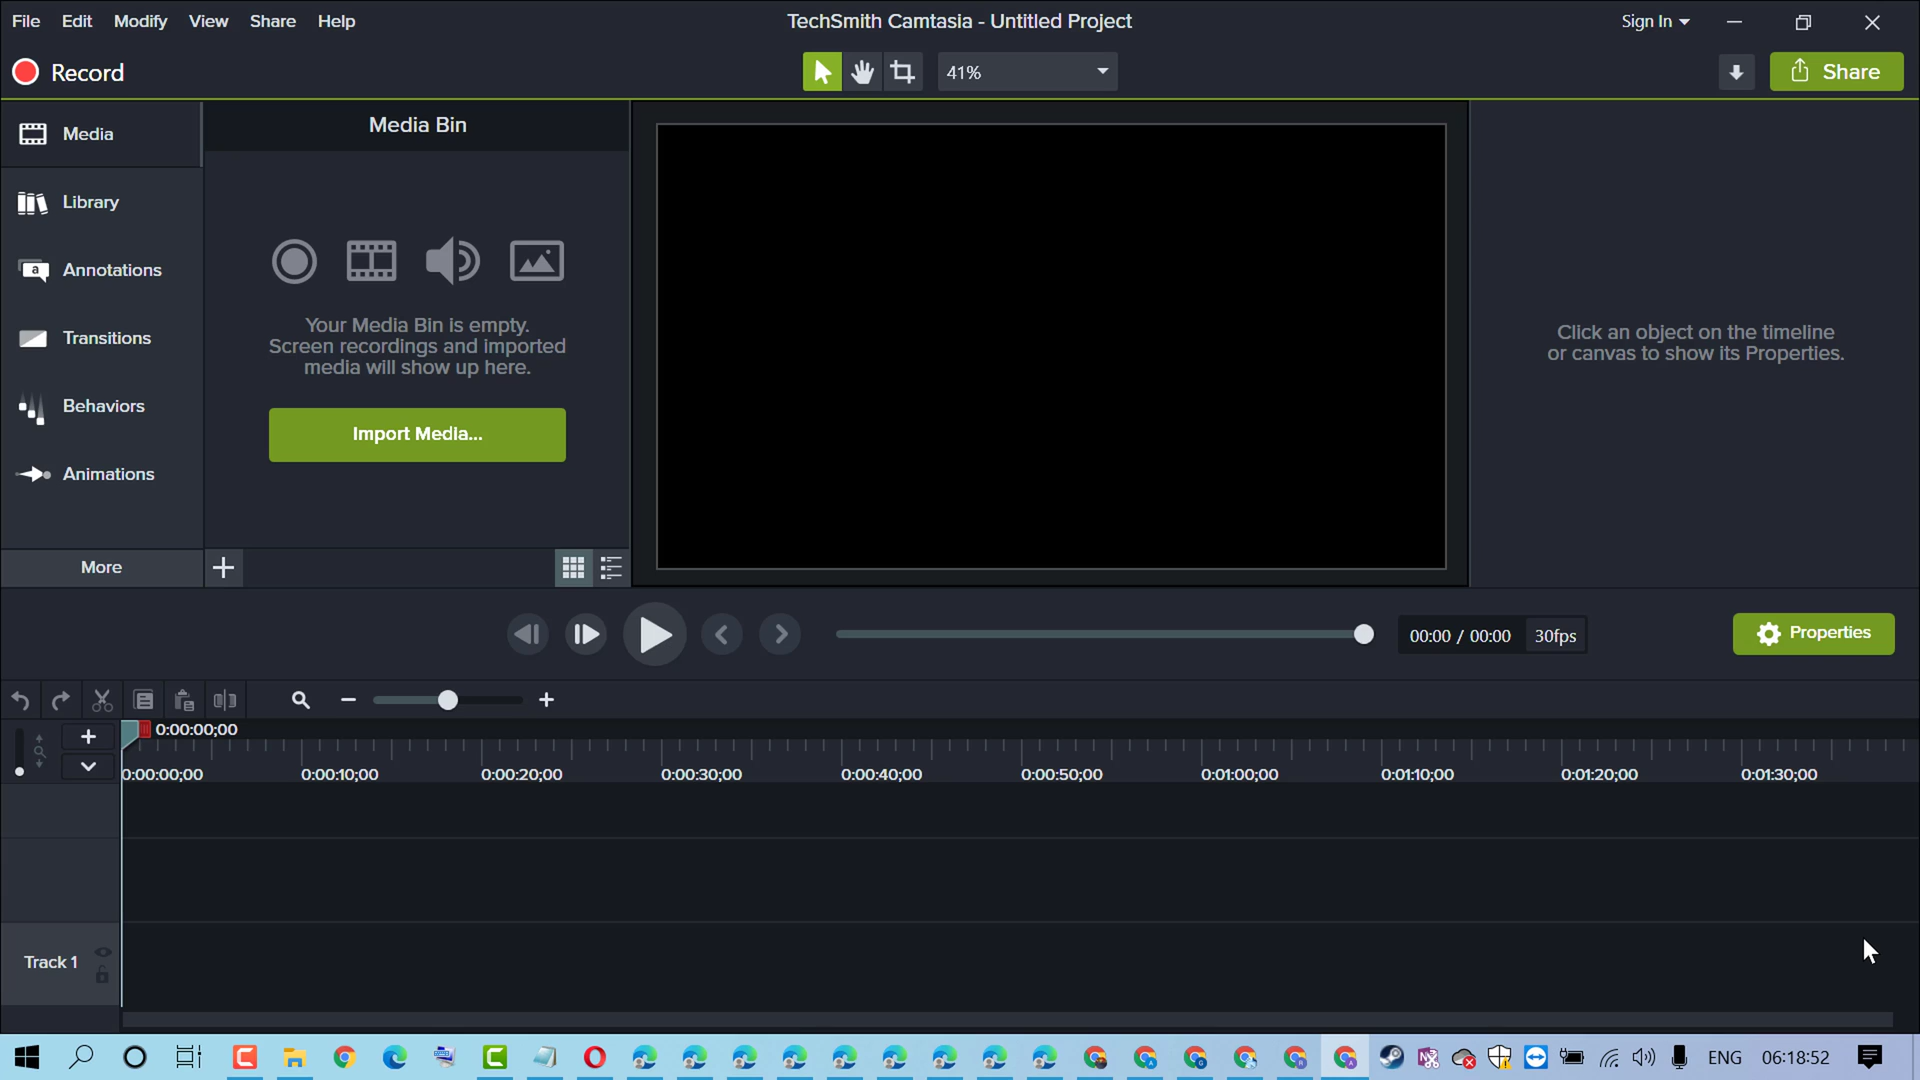 File Edit Modify View Share Help
TechSmith Camtasia - Untitled Project
Sign In
Record
41%
Share
Media
Library
Annotations
Transitions
Behaviors
Animations
More
Media Bin
Your Media Bin is empty.
Screen recordings and imported
media will show up here.
Import Media...
Click an object on the timeline
or canvas to show its Properties.
00:00 / 00:00 30fps
Properties
0:00:00;00
0:00:00;00 0:00:10;00 0:00:20;00 0:00:30;00 0:00:40;00 0:00:50;00 0:01:00;00 0:01:10;00 0:01:20;00 0:01:30;00
Track 1
ENG 06:18:52